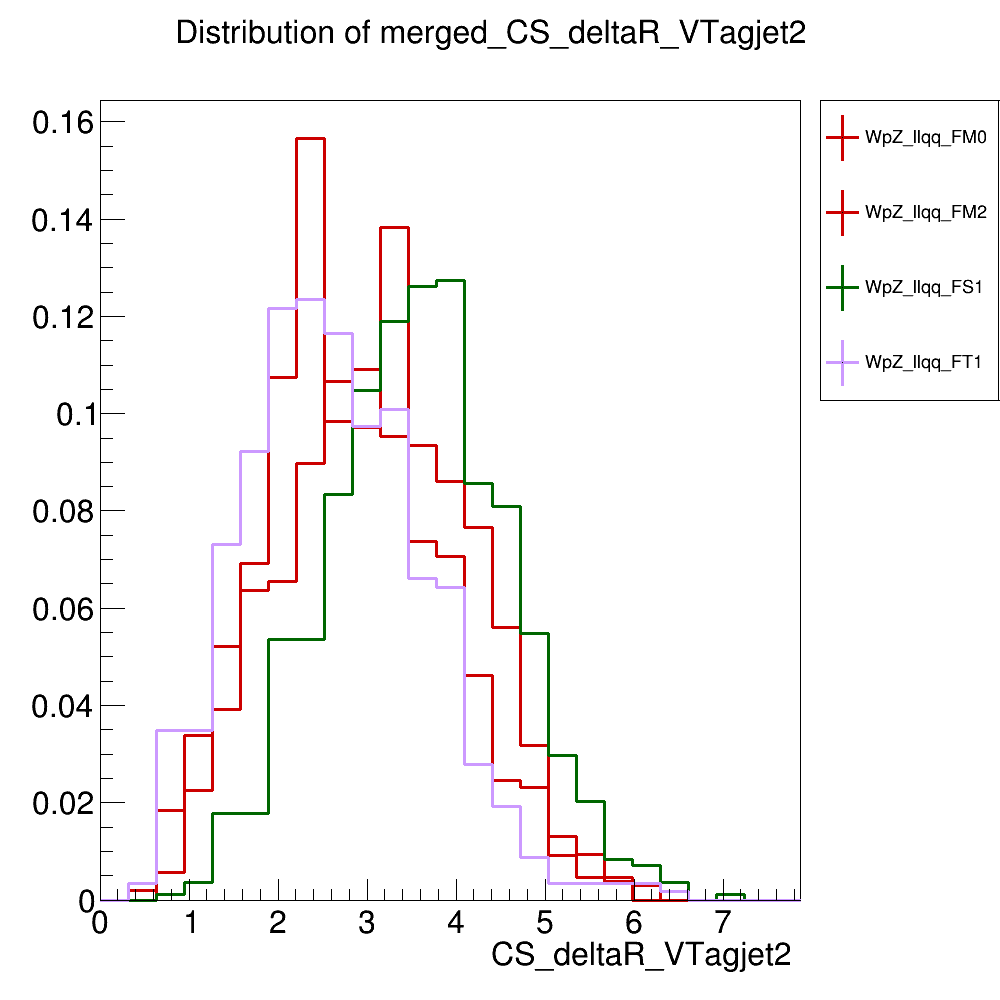 Distribution of merged_CS_deltaR_VTagjet2
0.16
0.14
0.12
0.1
0.08
0.06
0.04
0.02
0
0 1 2 3 4 5 6 7
CS_deltaR_VTagjet2
WpZ_llqq_FM0
WpZ_llqq_FM2
WpZ_llqq_FS1
WpZ_llqq_FT1